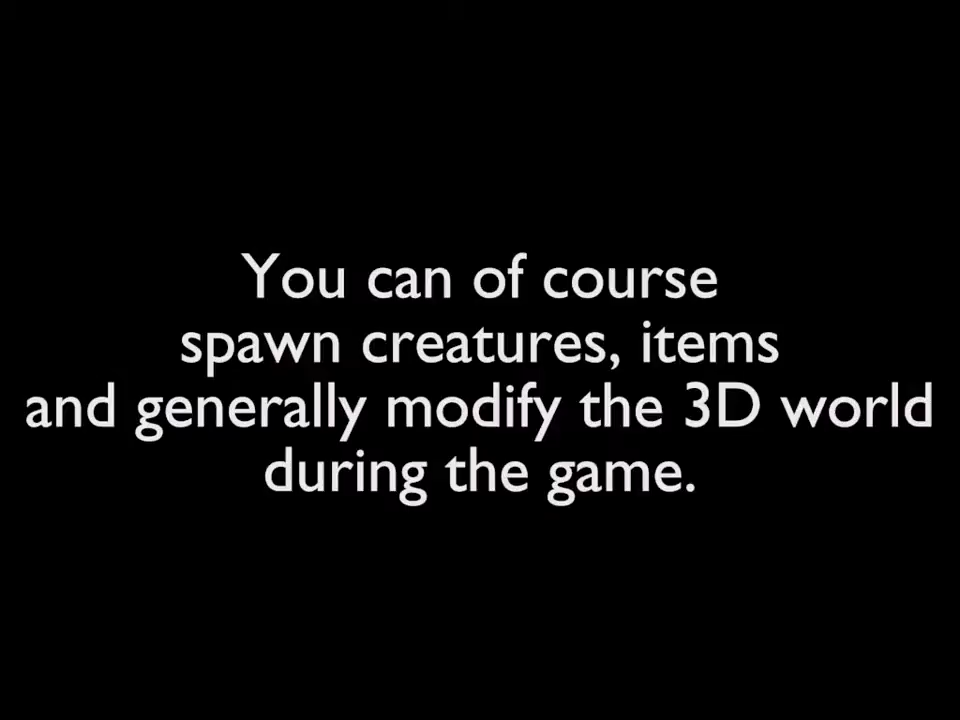 You can of course
spawn creatures, items
and generally modify the 3D world
during the game.